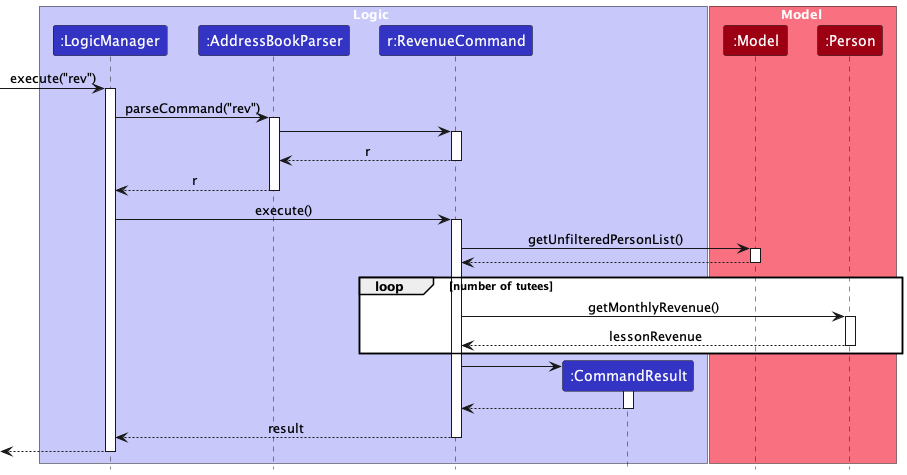 Logic
Model
:LogicManager
:AddressBookParser
r:RevenueCommand
:Model
:Person
execute("rev")
parseCommand("rev")
r
r
execute()
getUnfilteredPersonList()
loop
[number of tutees]
getMonthlyRevenue()
lessonRevenue
:CommandResult
result